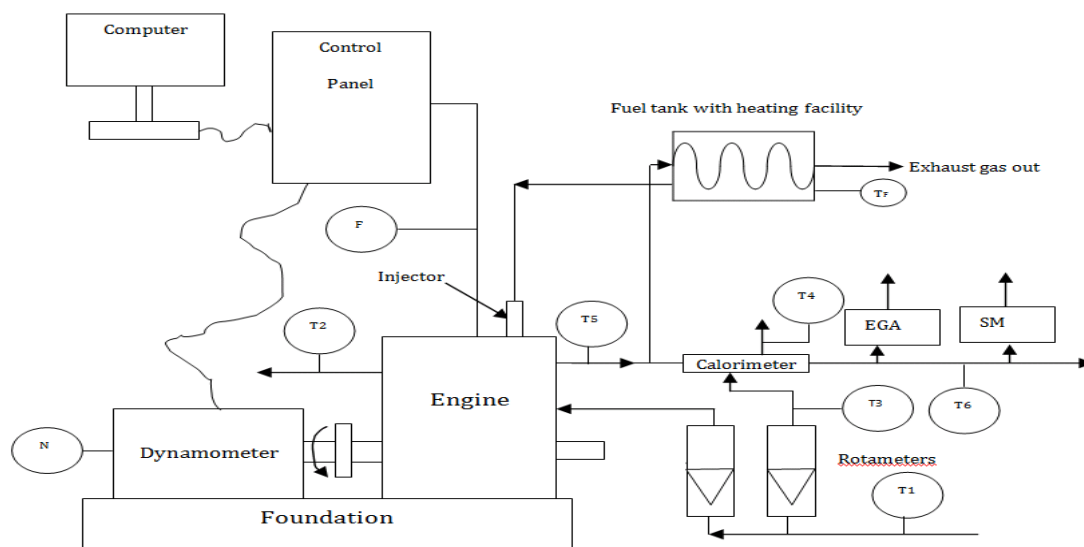 Computer
Control
Panel
Fuel tank with heating facility
Exhaust gas out
TF
F
Injector
T2
T5
T4
EGA
SM
Calorimeter
Engine
T3
T6
N
Dynamometer
Rotameters
T1
Foundation